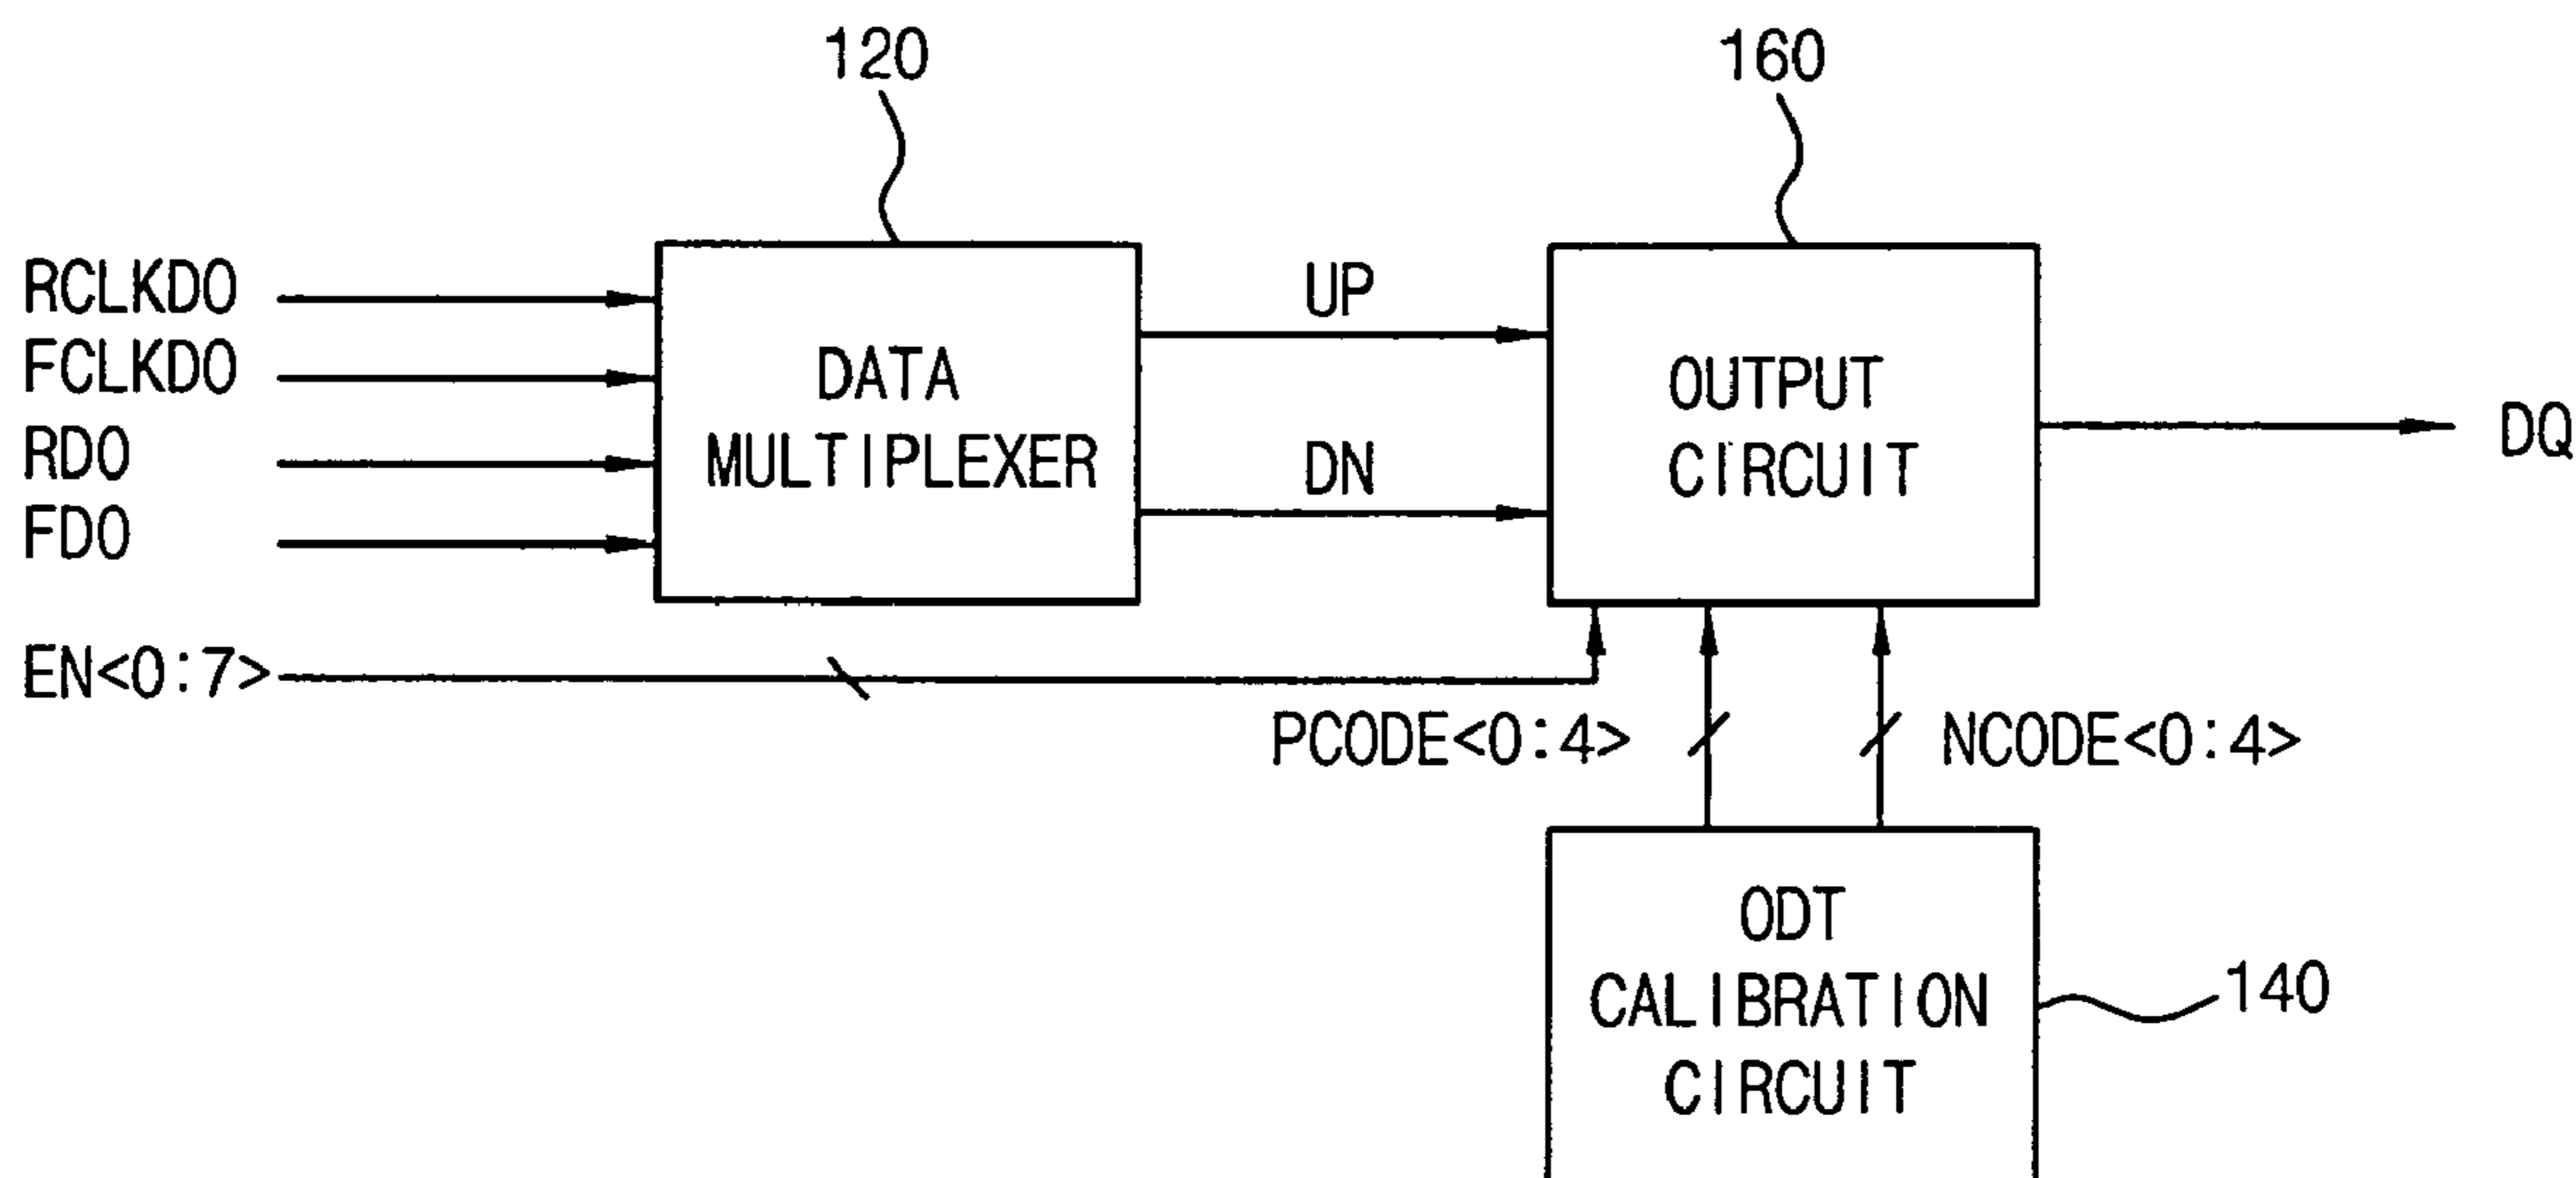 120
160
RCLKDO
FCLKDO
RDO
FDO
DATA
MULTIPLEXER
UP
DN
OUTPUT
CIRCUIT
DQ
EN<0:7>
PCODE<0:4>
NCODE<0:4>
ODT
CALIBRATION
CIRCUIT
140